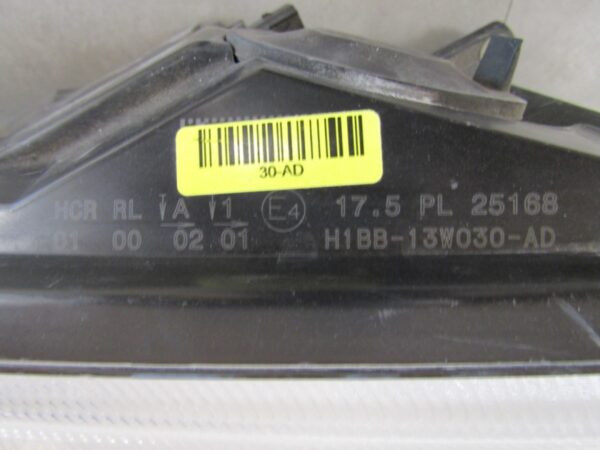 30-AD
HCR RL A 1 E4 17.5 PL 25168
01 00 02 01 H1BB-13W030-AD